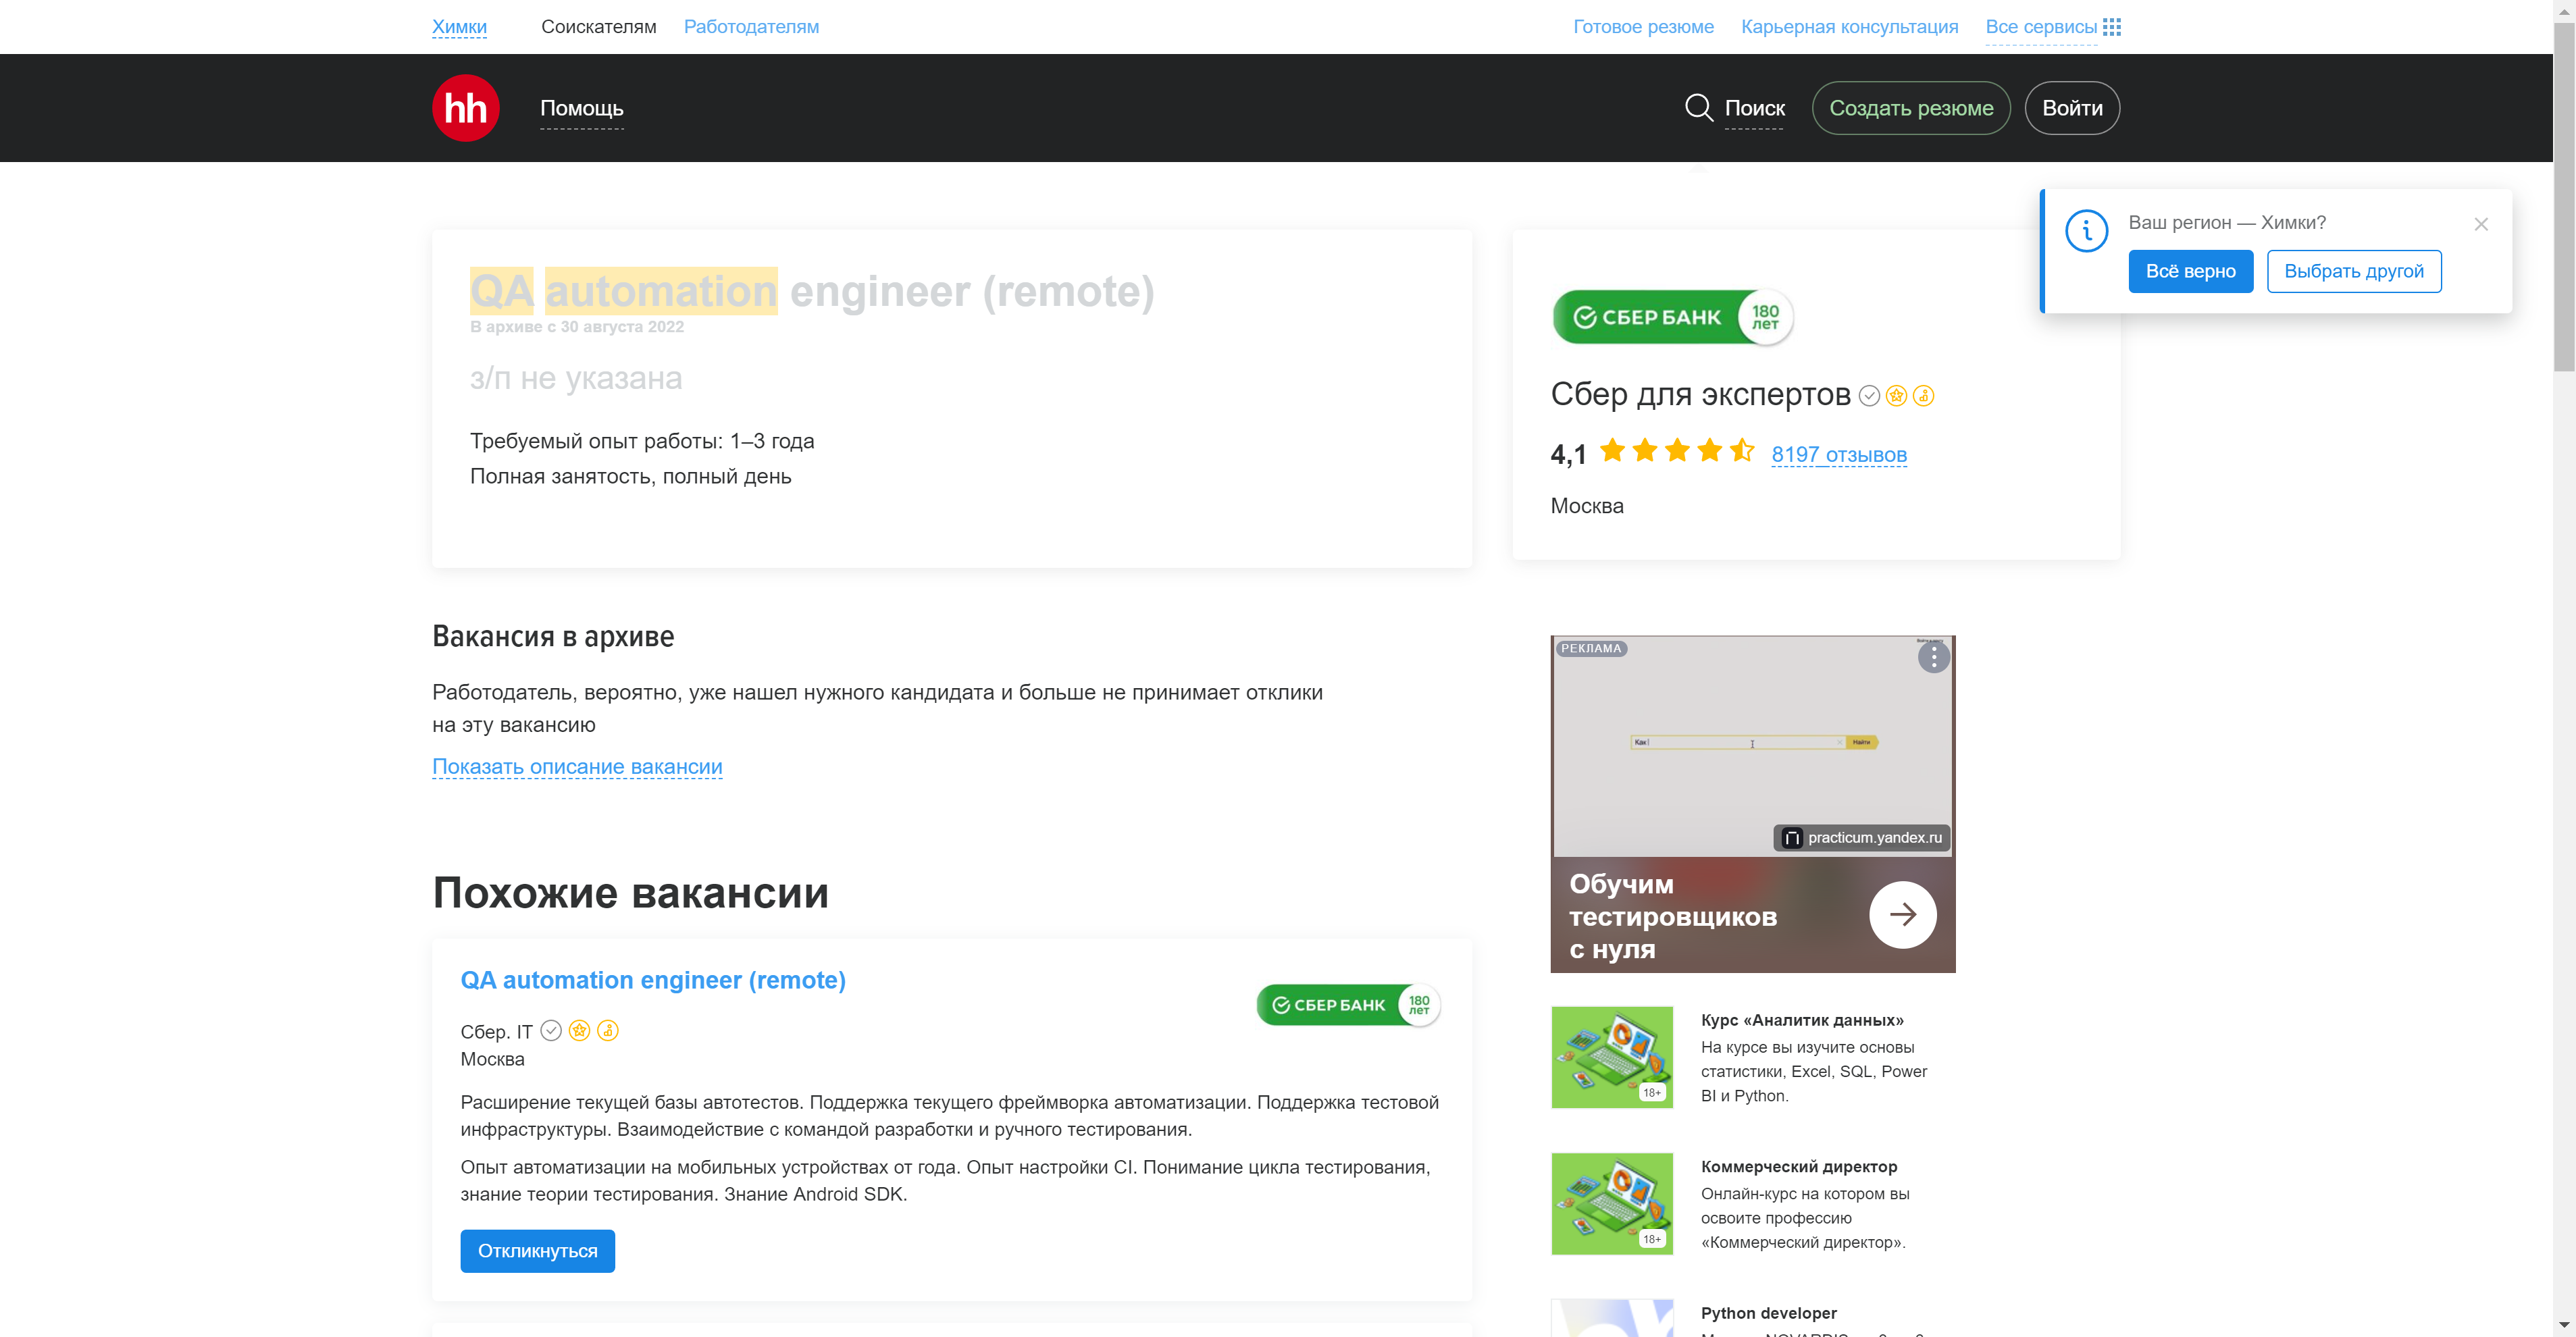 Химки Соискателям Работодателям Готовое резюме Карьерная консультация Все сервисы
hh Помощь Поиск Создать резюме Войти
Ваш регион — Химки?
Всё верно Выбрать другой
QA automation engineer (remote)
В архиве с 30 августа 2022
з/п не указана
Требуемый опыт работы: 1–3 года
Полная занятость, полный день
СБЕР БАНК 180 лет
Сбер для экспертов
4,1 8197 отзывов
Москва
Вакансия в архиве
Работодатель, вероятно, уже нашел нужного кандидата и больше не принимает отклики
на эту вакансию
Показать описание вакансии
Похожие вакансии
QA automation engineer (remote)
СБЕР БАНК 180 лет
Сбер. IT
Москва
Расширение текущей базы автотестов. Поддержка текущего фреймворка автоматизации. Поддержка тестовой
инфраструктуры. Взаимодействие с командой разработки и ручного тестирования.
Опыт автоматизации на мобильных устройствах от года. Опыт настройки CI. Понимание цикла тестирования,
знание теории тестирования. Знание Android SDK.
Откликнуться
РЕКЛАМА
Как Найти
practicum.yandex.ru
Обучим
тестировщиков
с нуля
Курс «Аналитик данных»
На курсе вы изучите основы
статистики, Excel, SQL, Power
BI и Python.
18+
Коммерческий директор
Онлайн-курс на котором вы
освоите профессию
«Коммерческий директор».
18+
Python developer